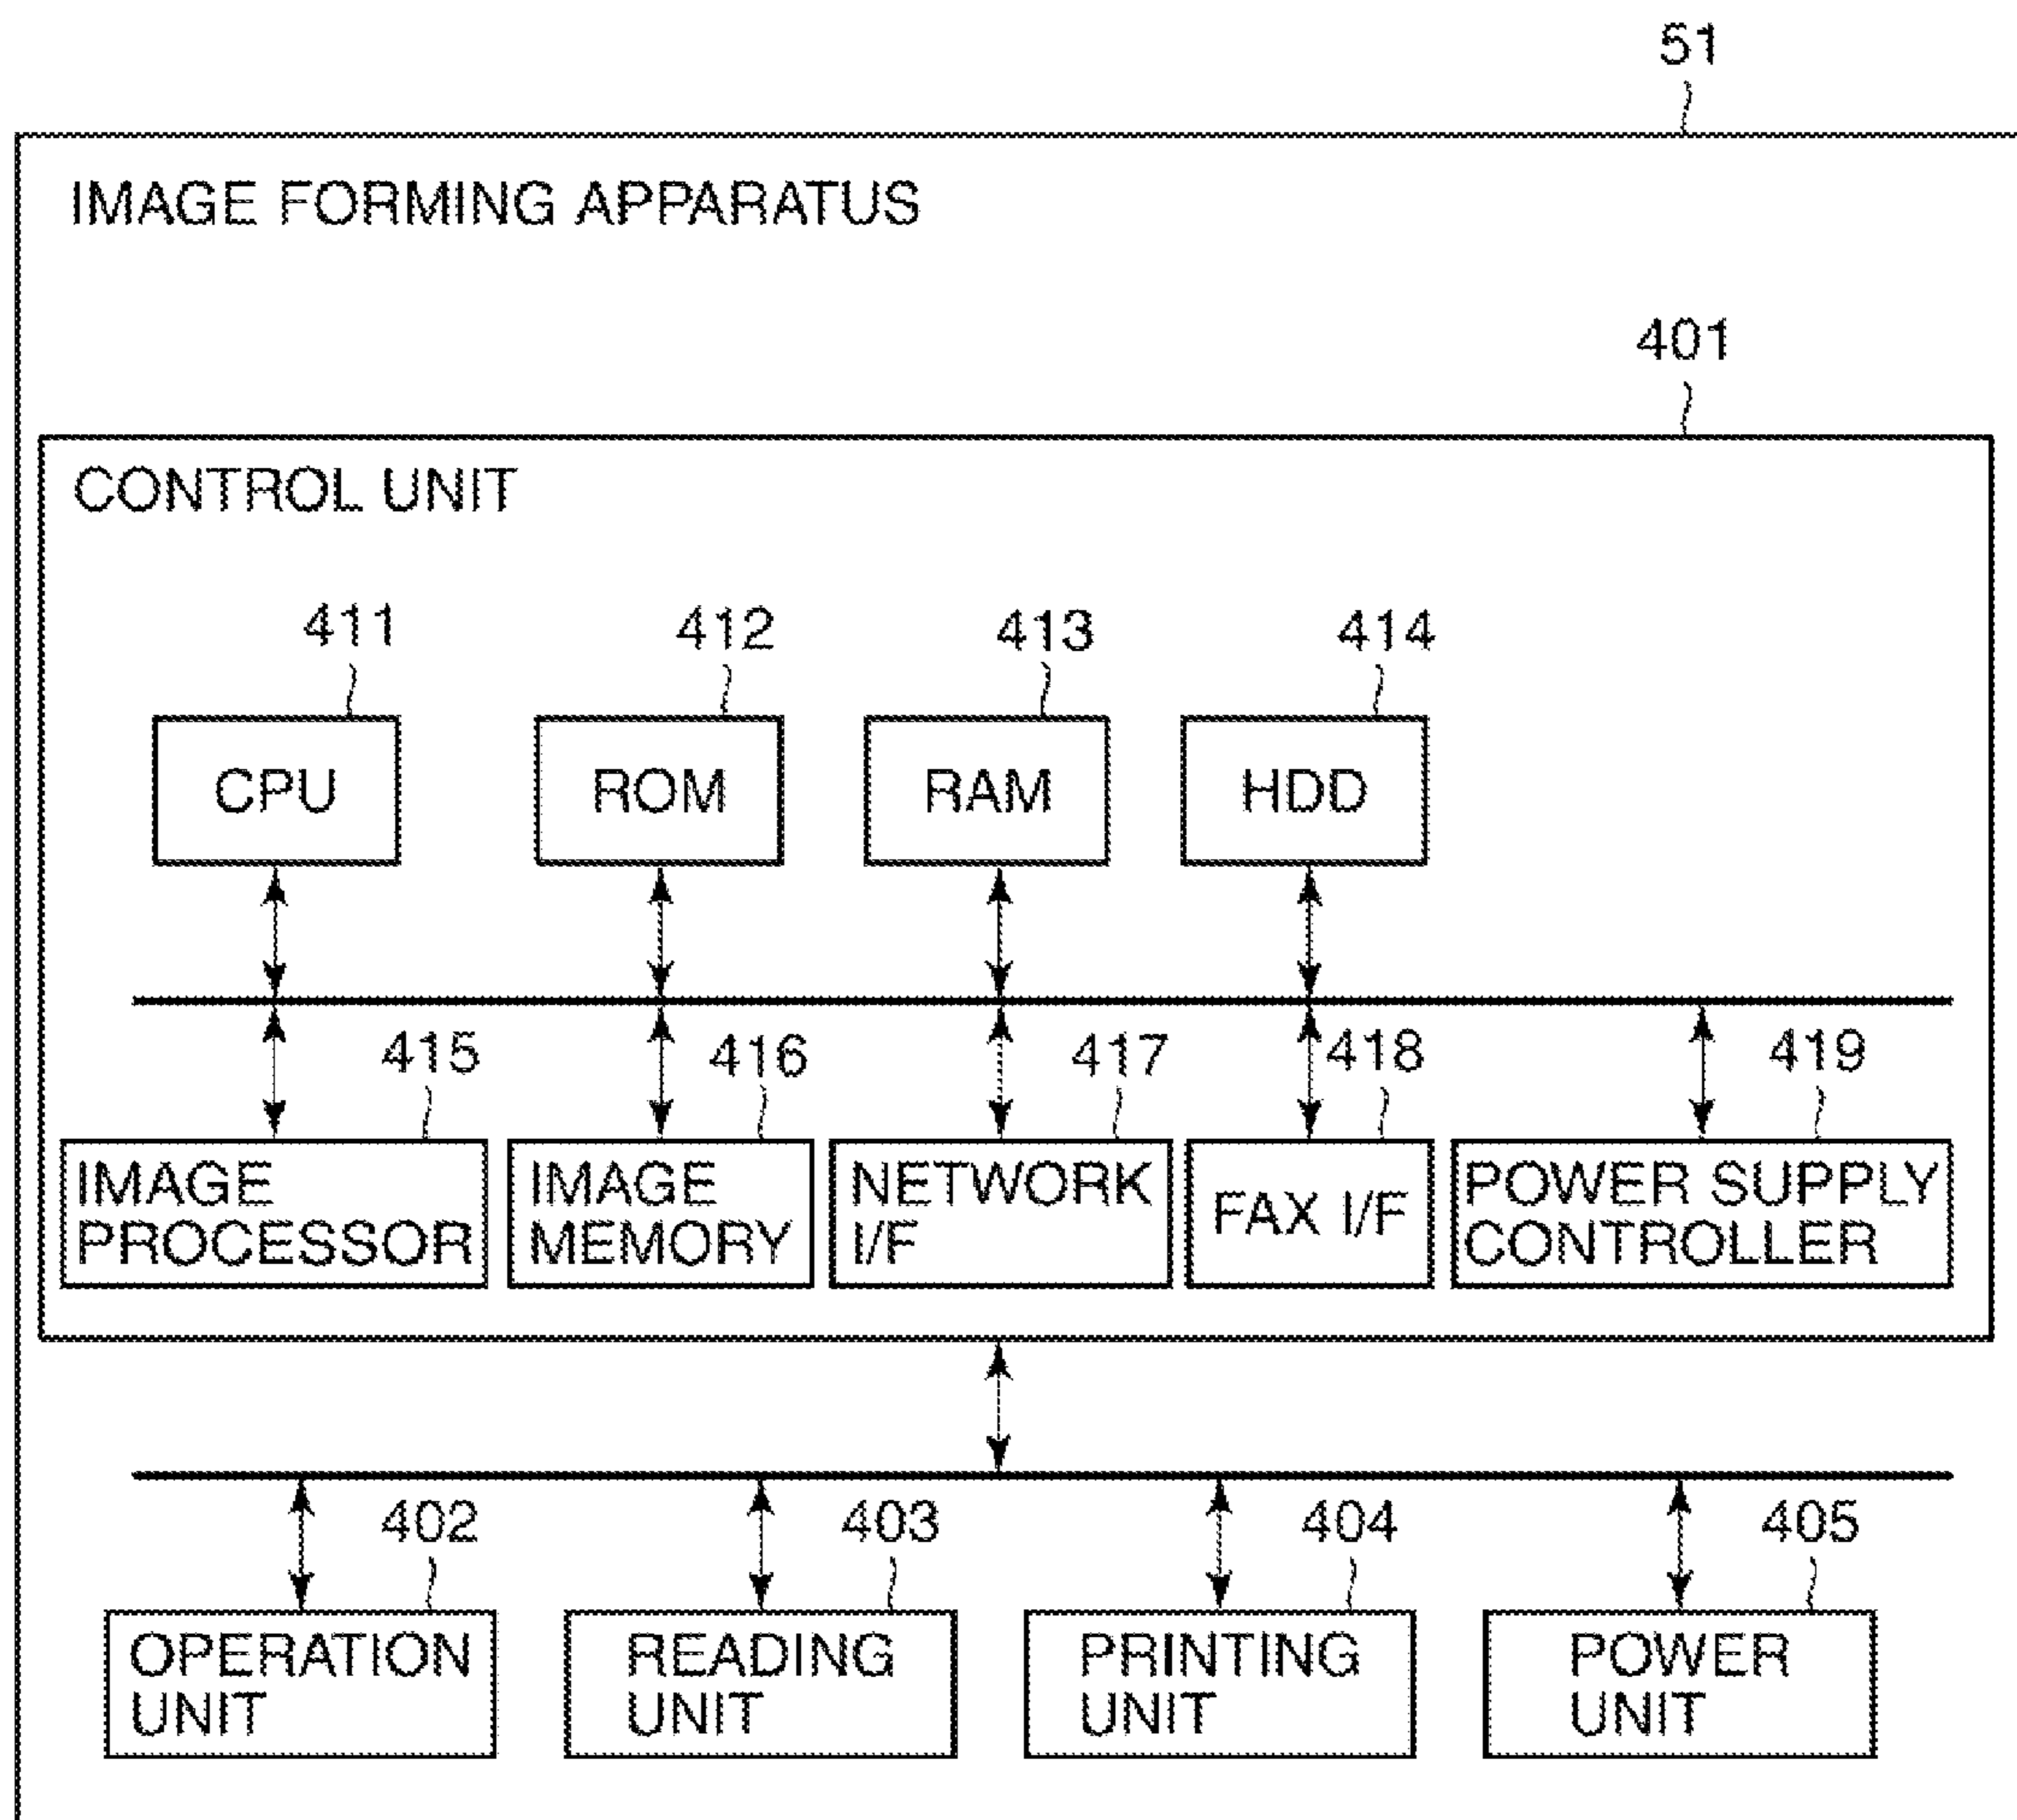 51
IMAGE FORMING APPARATUS
401
CONTROL UNIT
411
412
413
414
CPU
ROM
RAM
HDD
415
416
417
418
419
IMAGE
PROCESSOR
IMAGE
MEMORY
NETWORK
I/F
FAX I/F
POWER SUPPLY
CONTROLLER
402
403
404
405
OPERATION
UNIT
READING
UNIT
PRINTING
UNIT
POWER
UNIT